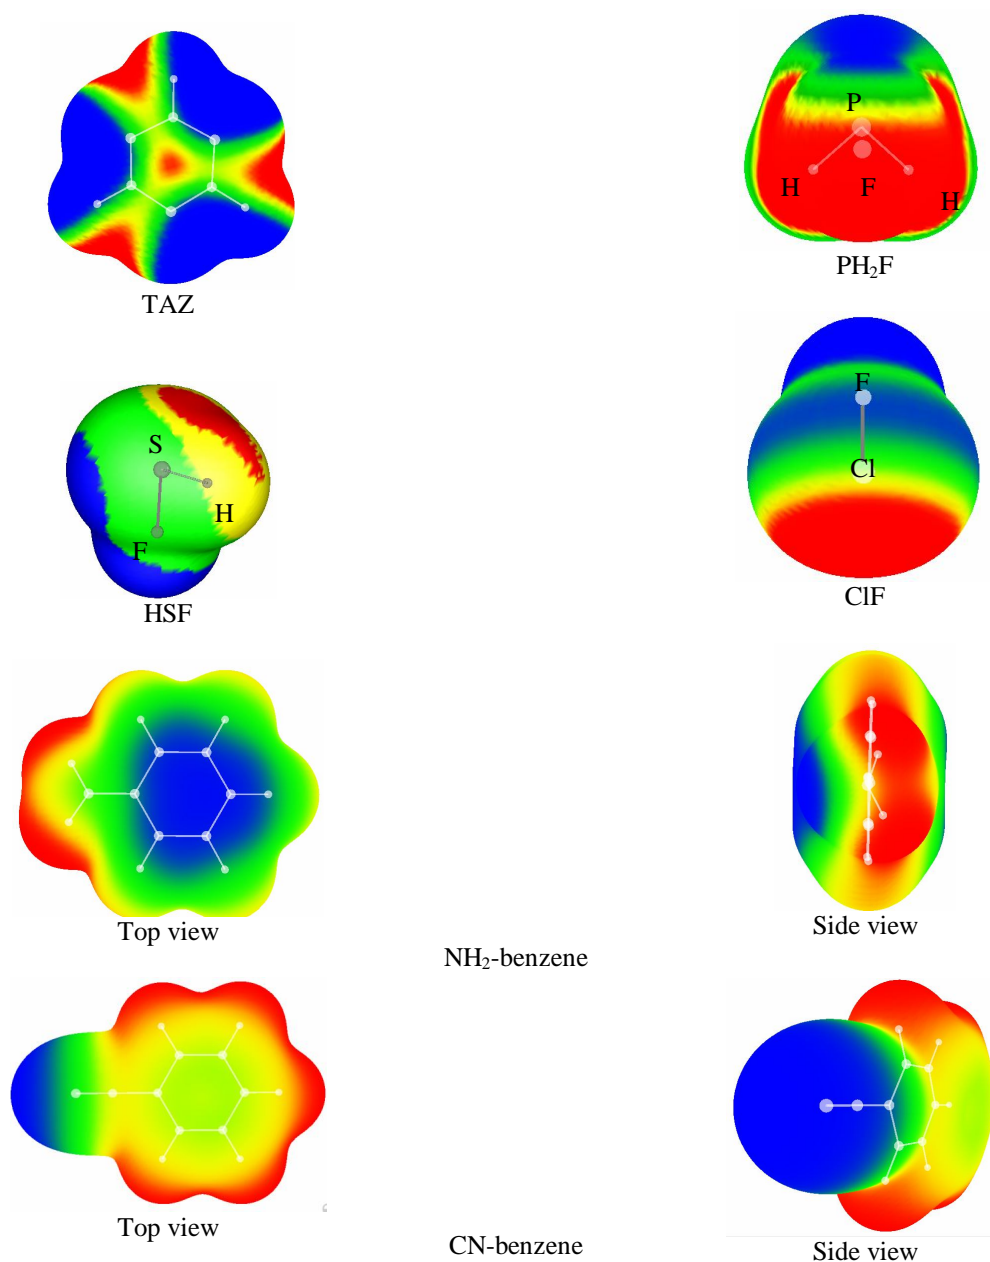 P
H
F
H
TAZ
PH₂F
S
H
F
HSF
F
Cl
ClF
Top view
Side view
NH₂-benzene
Top view
Side view
CN-benzene